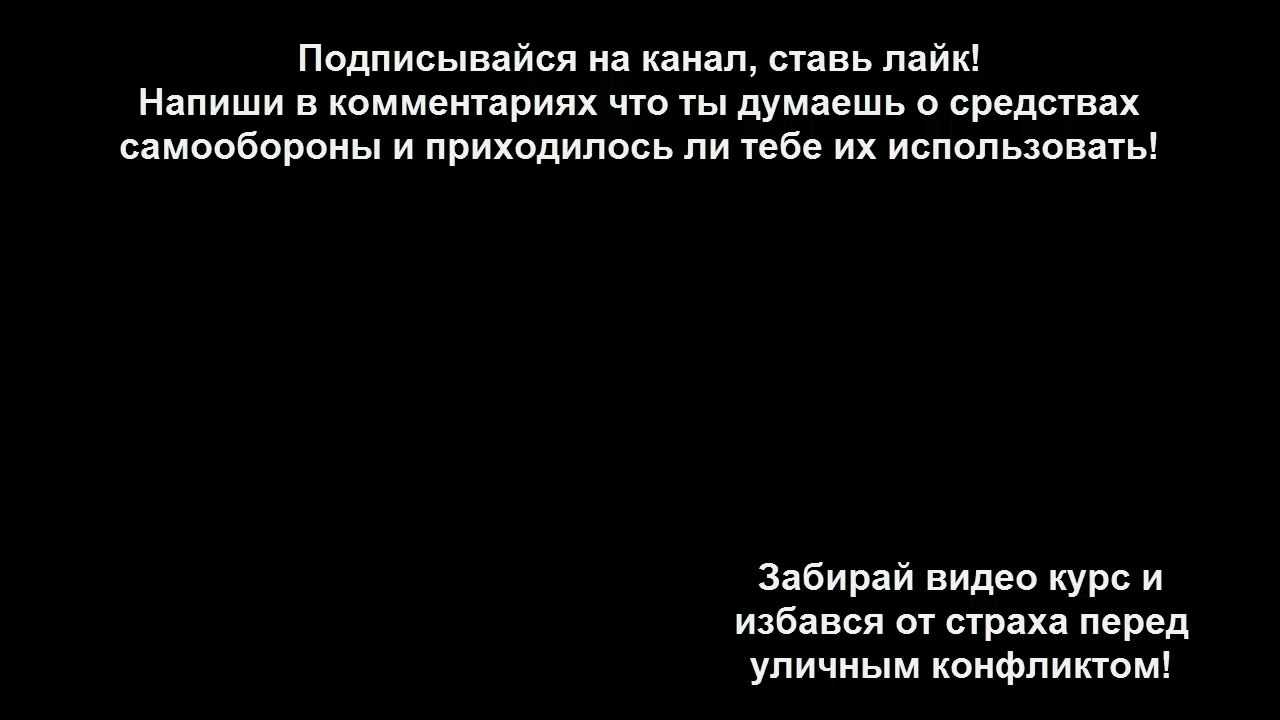 Подписывайся на канал, ставь лайк!
Напиши в комментариях что ты думаешь о средствах
самообороны и приходилось ли тебе их использовать!
Забирай видео курс и
избався от страха перед
уличным конфликтом!